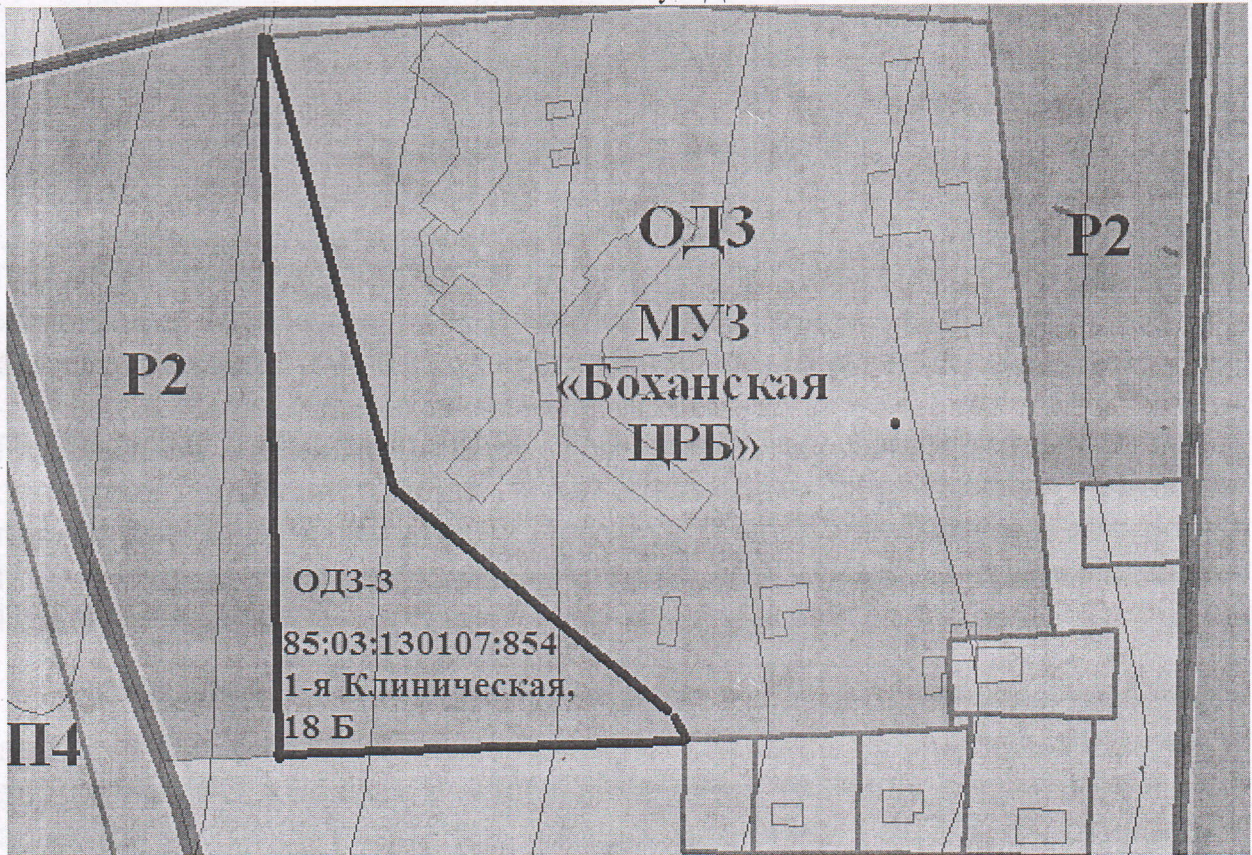 ОДЗ
Р2
МУЗ
Р2
«Боханская
ЦРБ»
ОДЗ-3
85:03:130107:854
1-я Клиническая,
18 Б
П4